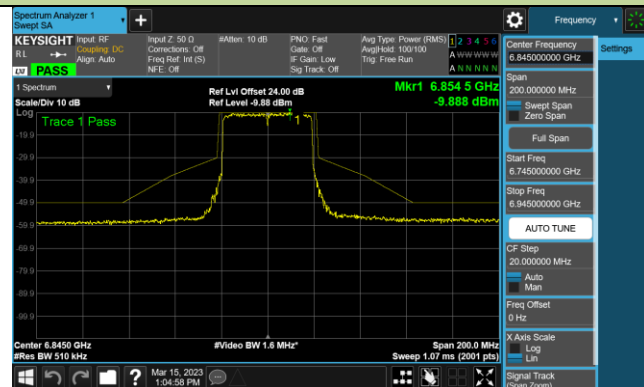 Spectrum Analyzer 1
Swept SA
Frequency
KEYSIGHT
RL
LXI
PASS
Input: RF
Coupling: DC
Align: Auto
Input Z: 50 Ω
Corrections: Off
Freq Ref: Int (S)
NFE: Off
#Atten: 10 dB
PNO: Fast
Gate: Off
IF Gain: Low
Sig Track: Off
Avg Type: Power (RMS)
Avg|Hold: 100/100
Trig: Free Run
1 2 3 4 5 6
A W W W W W
A N N N N N
1 Spectrum
Scale/Div 10 dB
Ref Lvl Offset 24.00 dB
Ref Level -9.88 dBm
Mkr1 6.854 5 GHz
-9.888 dBm
Log
Trace 1 Pass
1
-19.9
-29.9
-39.9
-49.9
-59.9
-69.9
-79.9
-89.9
-99.9
Center 6.8450 GHz
#Res BW 510 kHz
#Video BW 1.6 MHz*
Span 200.0 MHz
Sweep 1.07 ms (2001 pts)
Mar 15, 2023
1:04:58 PM
?
Center Frequency
6.845000000 GHz
Span
200.000000 MHz
Swept Span
Zero Span
Full Span
Start Freq
6.745000000 GHz
Stop Freq
6.945000000 GHz
AUTO TUNE
CF Step
20.000000 MHz
Auto
Man
Freq Offset
0 Hz
X Axis Scale
Log
Lin
Signal Track
(Span Zoom)
Settings